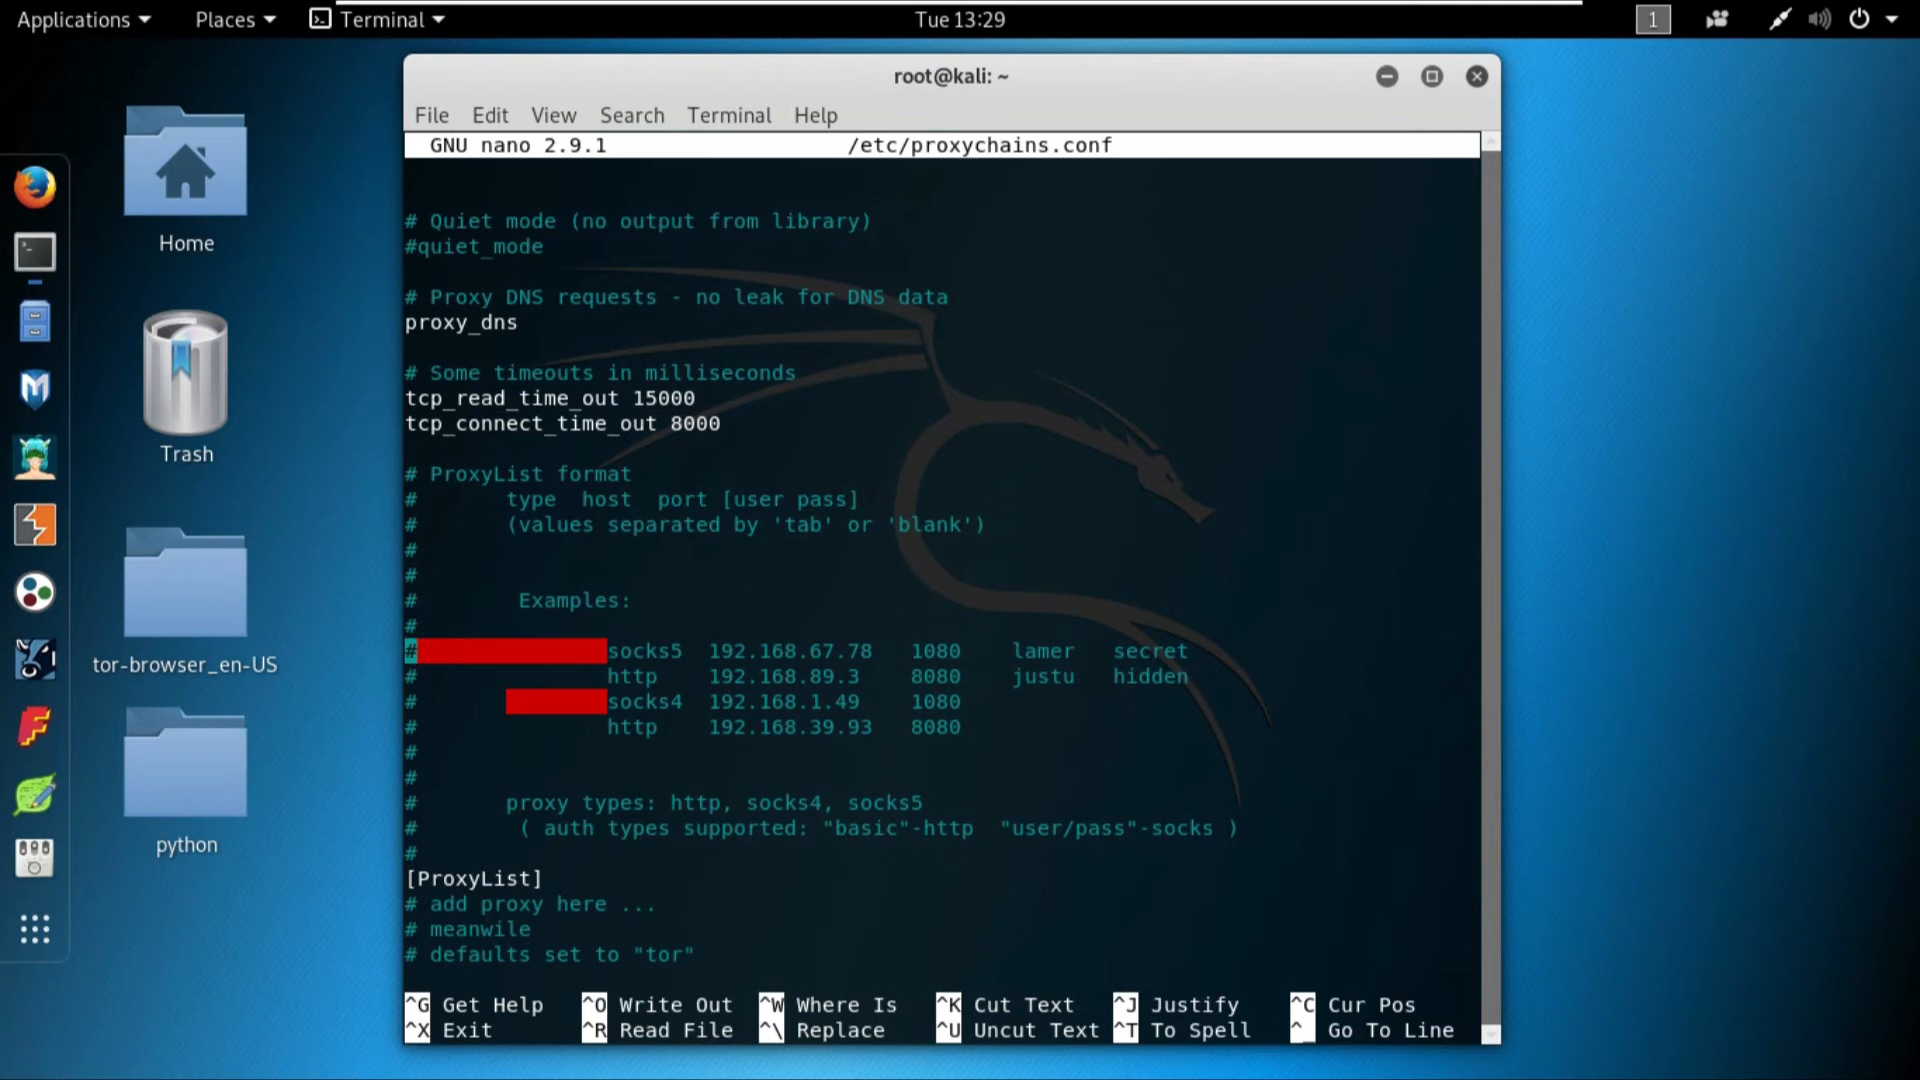 Applications Places Terminal Tue 13:29 1
root@kali: ~
File Edit View Search Terminal Help
GNU nano 2.9.1 /etc/proxychains.conf
# Quiet mode (no output from library)
#quiet_mode
# Proxy DNS requests - no leak for DNS data
proxy_dns
# Some timeouts in milliseconds
tcp_read_time_out 15000
tcp_connect_time_out 8000
# ProxyList format
# type host port [user pass]
# (values separated by 'tab' or 'blank')
#
#
# Examples:
#
# socks5 192.168.67.78 1080 lamer secret
# http 192.168.89.3 8080 justu hidden
# socks4 192.168.1.49 1080
# http 192.168.39.93 8080
#
#
# proxy types: http, socks4, socks5
# ( auth types supported: "basic"-http "user/pass"-socks )
#
[ProxyList]
# add proxy here ...
# meanwile
# defaults set to "tor"
^G Get Help ^O Write Out ^W Where Is ^K Cut Text ^J Justify ^C Cur Pos
^X Exit ^R Read File ^\ Replace ^U Uncut Text ^T To Spell ^_ Go To Line
Home
Trash
tor-browser_en-US
python